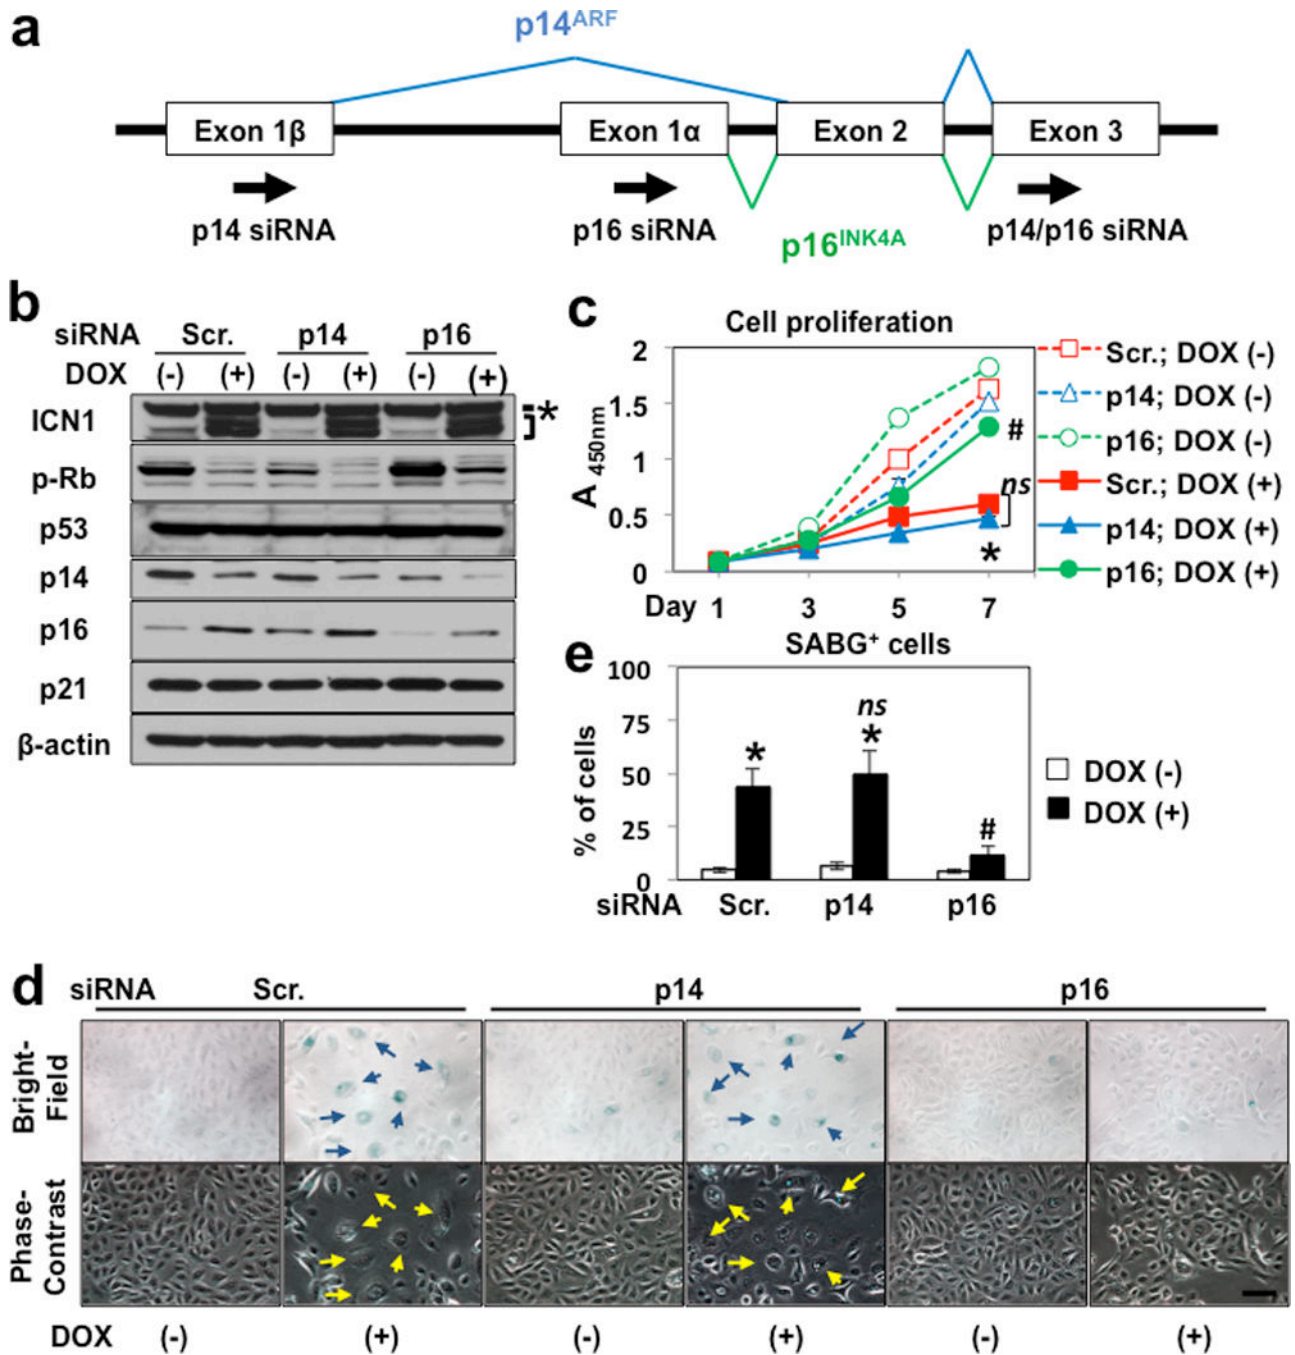 a
p14ARF
Exon 1β
Exon 1α
Exon 2
Exon 3
p14 siRNA
p16 siRNA
p16INK4A
p14/p16 siRNA
b
siRNA Scr. p14 p16
DOX (-) (+) (-) (+) (-) (+)
ICN1
*
p-Rb
p53
p14
p16
p21
β-actin
c
Cell proliferation
A 450nm
2
1.5
1
0.5
0
#
ns
*
Day 1 3 5 7
Scr.; DOX (-)
p14; DOX (-)
p16; DOX (-)
Scr.; DOX (+)
p14; DOX (+)
p16; DOX (+)
e
SABG+ cells
% of cells
100
75
50
25
0
*
ns
*
#
siRNA Scr. p14 p16
DOX (-)
DOX (+)
d
siRNA Scr. p14 p16
Bright-
Field
Phase-
Contrast
DOX (-) (+) (-) (+) (-) (+)